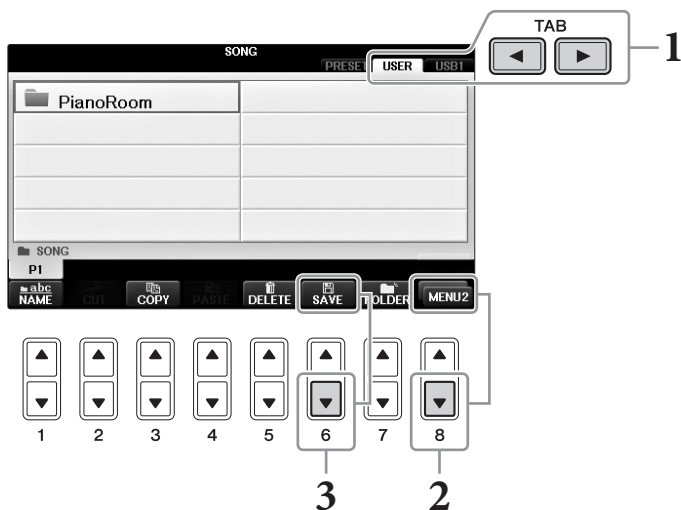 TAB
1
SONG
PRESET USER USB1
PianoRoom
SONG
P1
abc
NAME CUT COPY PASTE DELETE SAVE FOLDER MENU2
1 2 3 4 5 6 7 8
3 2